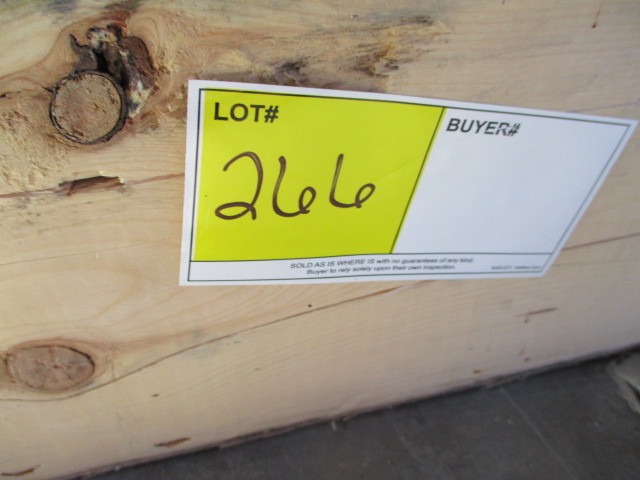 LOT#
BUYER#
266
SOLD AS IS WHERE IS with no guarantees of any kind.
Buyer to rely solely upon their own inspection.